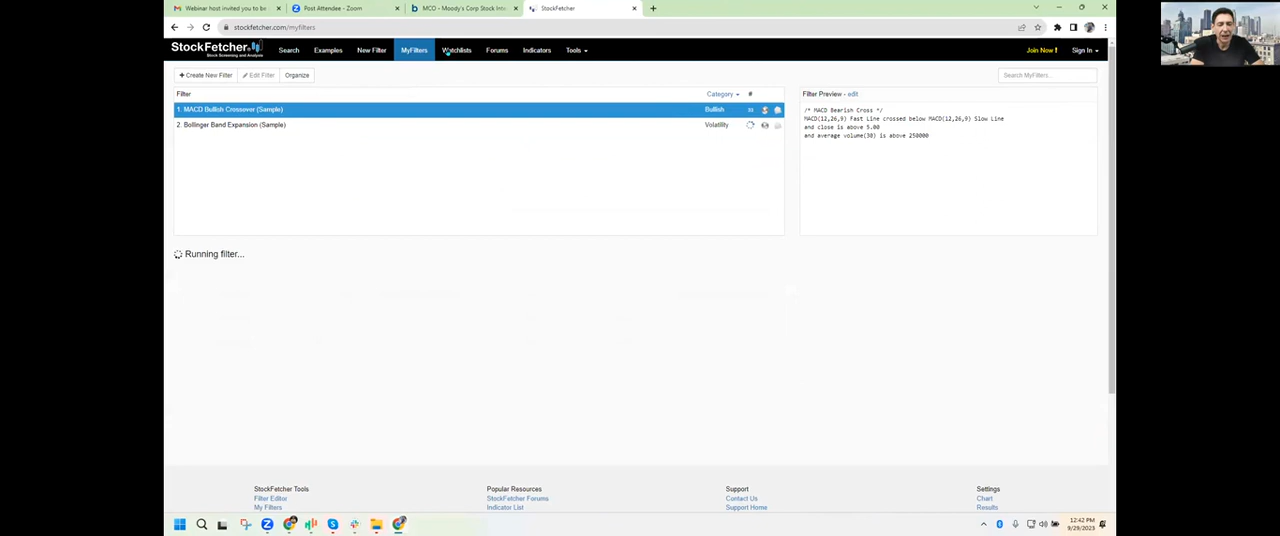 Webinar host invited you to be
Post Attendee - Zoom
MCO - Moody's Corp Stock Inte
StockFetcher
stockfetcher.com/myfilters
StockFetcher
Stock Screening and Analysis
Search
Examples
New Filter
MyFilters
Watchlists
Forums
Indicators
Tools
Join Now !
Sign In
+ Create New Filter
Edit Filter
Organize
Search MyFilters...
Filter
Category
#
Filter Preview - edit
1. MACD Bullish Crossover (Sample)
Bullish
2. Bollinger Band Expansion (Sample)
Volatility
/* MACD Bearish Cross */
MACD(12,26,9) Fast Line crossed below MACD(12,26,9) Slow Line
and close is above 5.00
and average volume(30) is above 250000
Running filter...
StockFetcher Tools
Popular Resources
Support
Settings
Filter Editor
StockFetcher Forums
Contact Us
Chart
My Filters
Indicator List
Support Home
Results
12:42 PM
9/29/2023